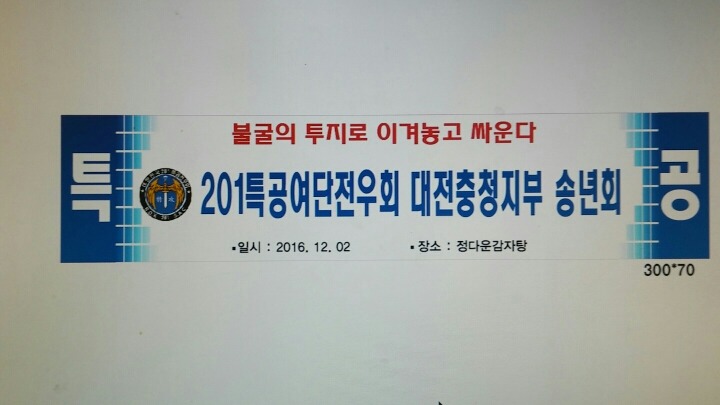 특공
불굴의 투지로 이겨놓고 싸운다
201특공여단전우회 대전충청지부 송년회
▪일시 : 2016. 12. 02
▪장소 : 정다운감자탕
300*70